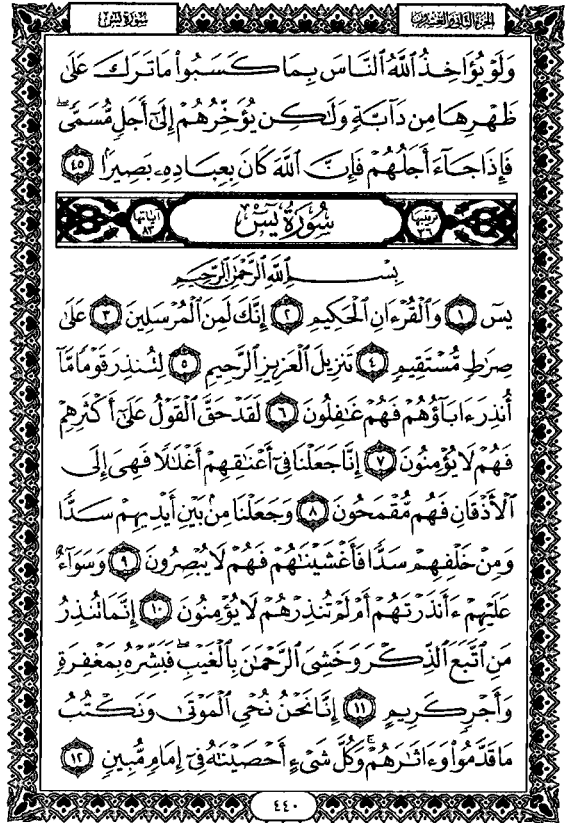 الجزء الثاني والعشرون
سورة يس
وَلَوْ يُؤَاخِذُ ٱللَّهُ ٱلنَّاسَ بِمَا كَسَبُوا۟ مَا تَرَكَ عَلَىٰ
ظَهْرِهَا مِن دَآبَّةٍ وَلَٰكِن يُؤَخِّرُهُمْ إِلَىٰٓ أَجَلٍ مُّسَمًّى ۖ
فَإِذَا جَآءَ أَجَلُهُمْ فَإِنَّ ٱللَّهَ كَانَ بِعِبَادِهِۦ بَصِيرًۢا ٤٥
ترتيبها ٣٦ سُورَةُ يسٓ آياتها ٨٣
بِسْمِ ٱللَّهِ ٱلرَّحْمَٰنِ ٱلرَّحِيمِ
يسٓ ١ وَٱلْقُرْءَانِ ٱلْحَكِيمِ ٢ إِنَّكَ لَمِنَ ٱلْمُرْسَلِينَ ٣ عَلَىٰ
صِرَٰطٍ مُّسْتَقِيمٍ ٤ تَنزِيلَ ٱلْعَزِيزِ ٱلرَّحِيمِ ٥ لِتُنذِرَ قَوْمًا مَّآ
أُنذِرَ ءَابَآؤُهُمْ فَهُمْ غَٰفِلُونَ ٦ لَقَدْ حَقَّ ٱلْقَوْلُ عَلَىٰٓ أَكْثَرِهِمْ
فَهُمْ لَا يُؤْمِنُونَ ٧ إِنَّا جَعَلْنَا فِىٓ أَعْنَٰقِهِمْ أَغْلَٰلًا فَهِىَ إِلَى
ٱلْأَذْقَانِ فَهُم مُّقْمَحُونَ ٨ وَجَعَلْنَا مِنۢ بَيْنِ أَيْدِيهِمْ سَدًّا
وَمِنْ خَلْفِهِمْ سَدًّا فَأَغْشَيْنَٰهُمْ فَهُمْ لَا يُبْصِرُونَ ٩ وَسَوَآءٌ
عَلَيْهِمْ ءَأَنذَرْتَهُمْ أَمْ لَمْ تُنذِرْهُمْ لَا يُؤْمِنُونَ ١٠ إِنَّمَا تُنذِرُ
مَنِ ٱتَّبَعَ ٱلذِّكْرَ وَخَشِىَ ٱلرَّحْمَٰنَ بِٱلْغَيْبِ ۖ فَبَشِّرْهُ بِمَغْفِرَةٍ
وَأَجْرٍ كَرِيمٍ ١١ إِنَّا نَحْنُ نُحْىِ ٱلْمَوْتَىٰ وَنَكْتُبُ
مَا قَدَّمُوا۟ وَءَاثَٰرَهُمْ ۚ وَكُلَّ شَىْءٍ أَحْصَيْنَٰهُ فِىٓ إِمَامٍ مُّبِينٍ ١٢
٤٤٠